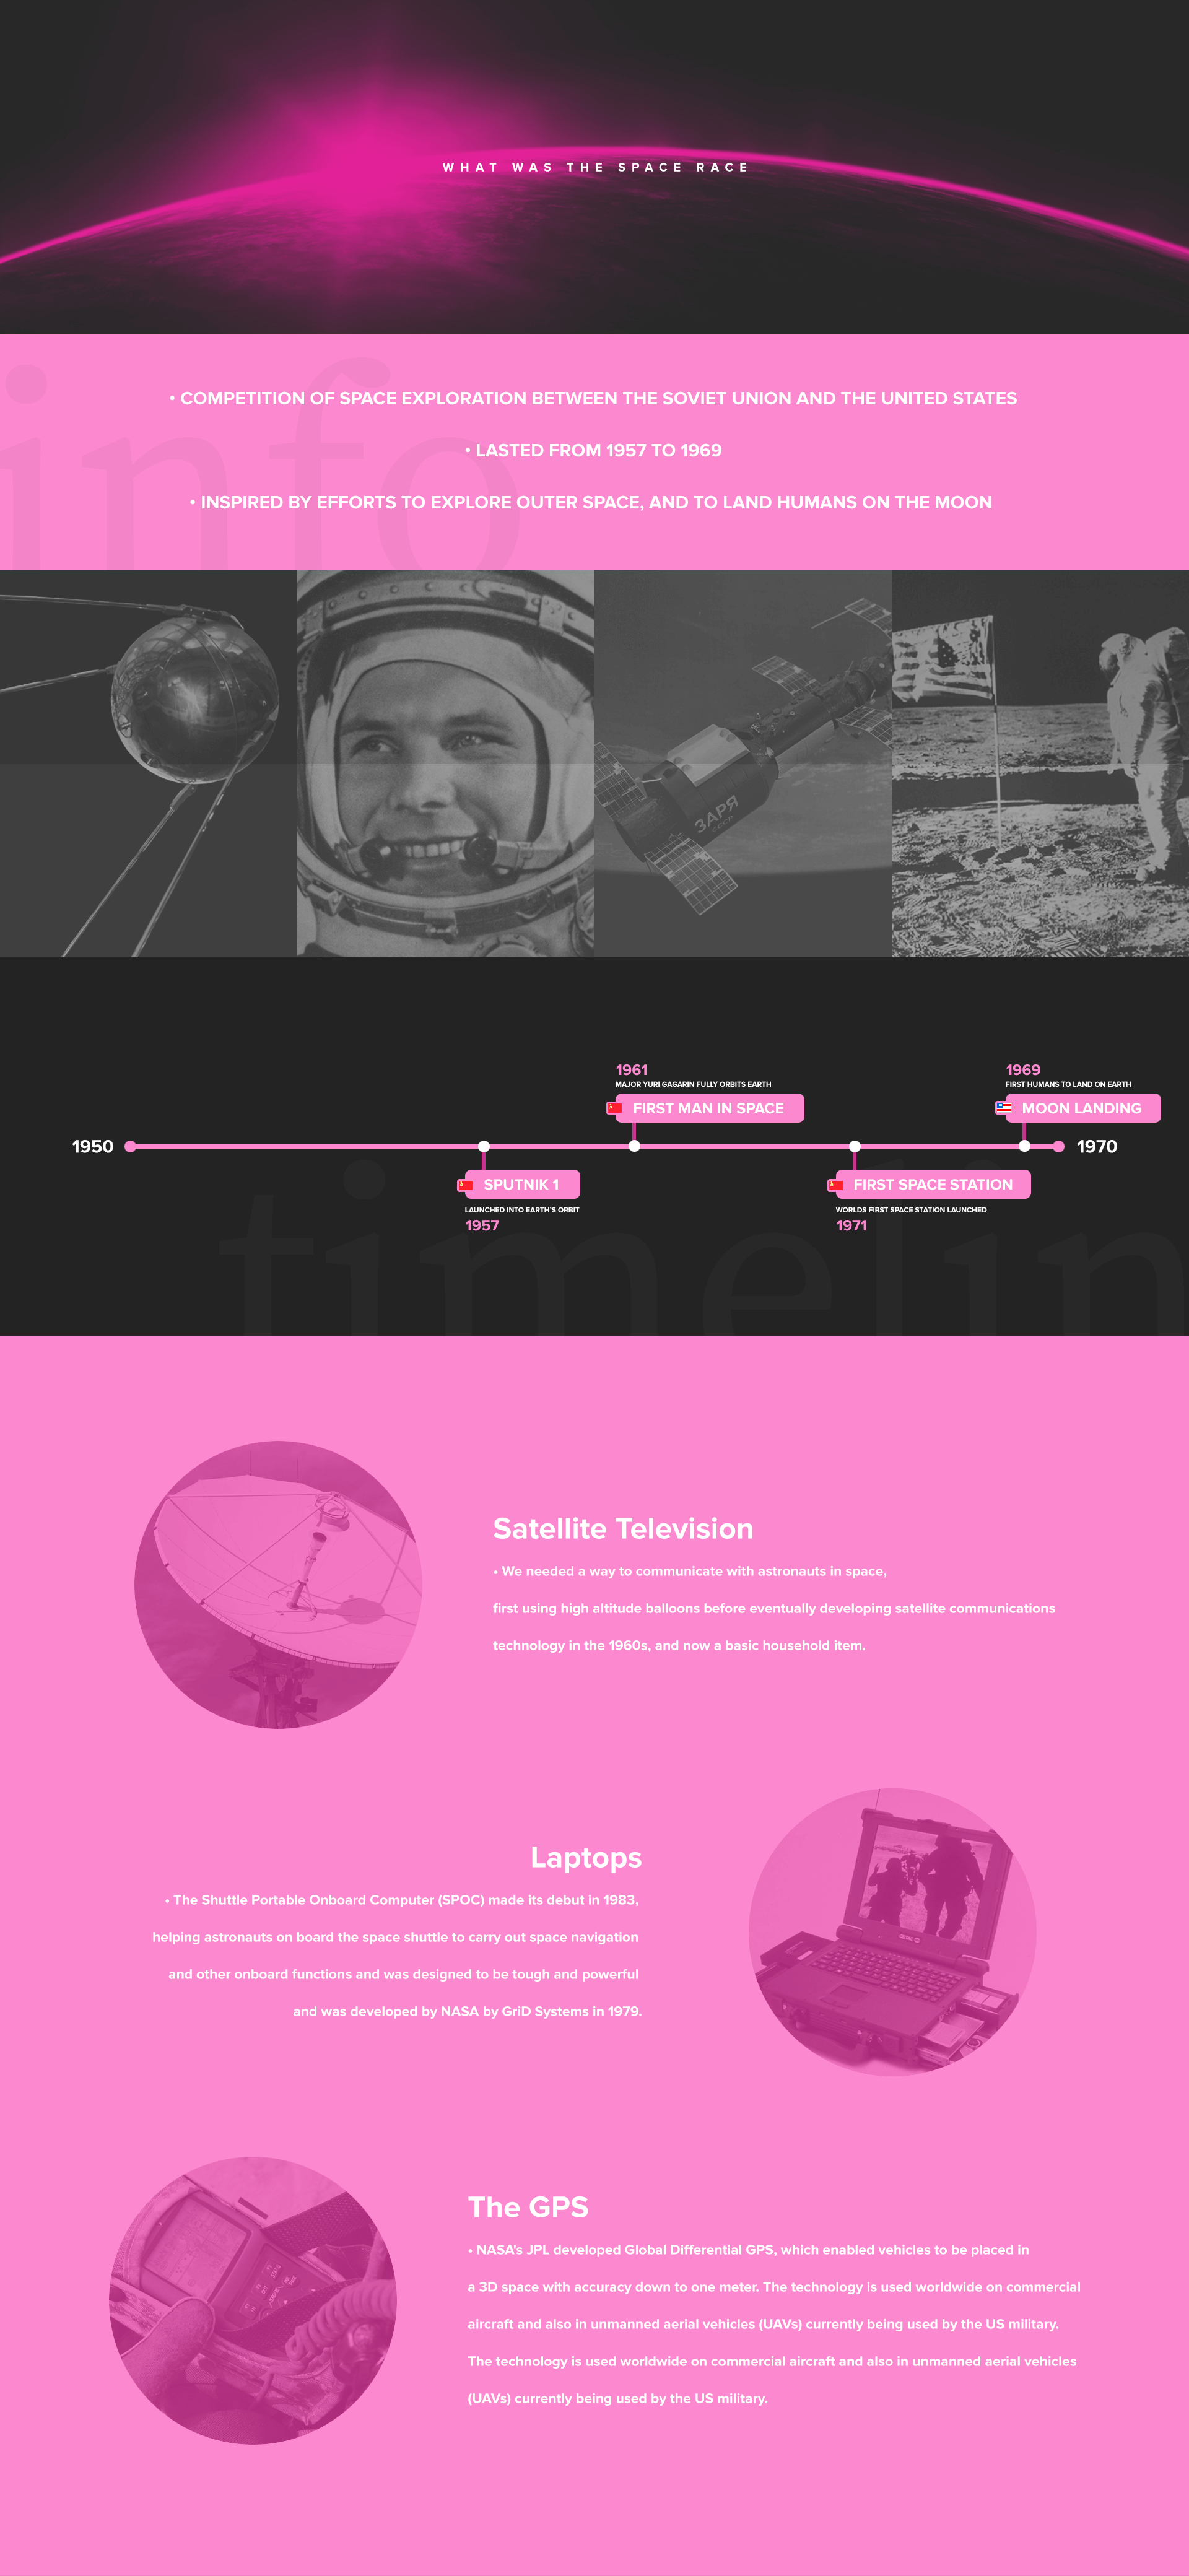 WHAT WAS THE SPACE RACE
info
• COMPETITION OF SPACE EXPLORATION BETWEEN THE SOVIET UNION AND THE UNITED STATES
• LASTED FROM 1957 TO 1969
• INSPIRED BY EFFORTS TO EXPLORE OUTER SPACE, AND TO LAND HUMANS ON THE MOON
ЗАРЯ
СССР
1961
MAJOR YURI GAGARIN FULLY ORBITS EARTH
FIRST MAN IN SPACE
1969
FIRST HUMANS TO LAND ON EARTH
MOON LANDING
1950
1970
SPUTNIK 1
LAUNCHED INTO EARTH'S ORBIT
1957
FIRST SPACE STATION
WORLDS FIRST SPACE STATION LAUNCHED
1971
timelin
Satellite Television
• We needed a way to communicate with astronauts in space,
first using high altitude balloons before eventually developing satellite communications
technology in the 1960s, and now a basic household item.
Laptops
• The Shuttle Portable Onboard Computer (SPOC) made its debut in 1983,
helping astronauts on board the space shuttle to carry out space navigation
and other onboard functions and was designed to be tough and powerful
and was developed by NASA by GriD Systems in 1979.
The GPS
• NASA's JPL developed Global Differential GPS, which enabled vehicles to be placed in
a 3D space with accuracy down to one meter. The technology is used worldwide on commercial
aircraft and also in unmanned aerial vehicles (UAVs) currently being used by the US military.
The technology is used worldwide on commercial aircraft and also in unmanned aerial vehicles
(UAVs) currently being used by the US military.